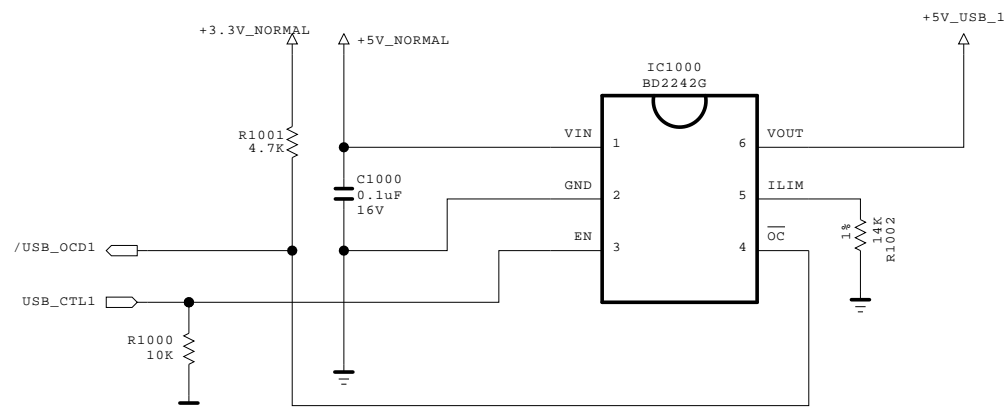 +5V_USB_1
+3.3V_NORMAL
+5V_NORMAL
IC1000
BD2242G
R1001
4.7K
VIN
1
6
VOUT
C1000
0.1uF
16V
GND
2
5
ILIM
1%
14K
R1002
/USB_OCD1
EN
3
4
OC
USB_CTL1
R1000
10K